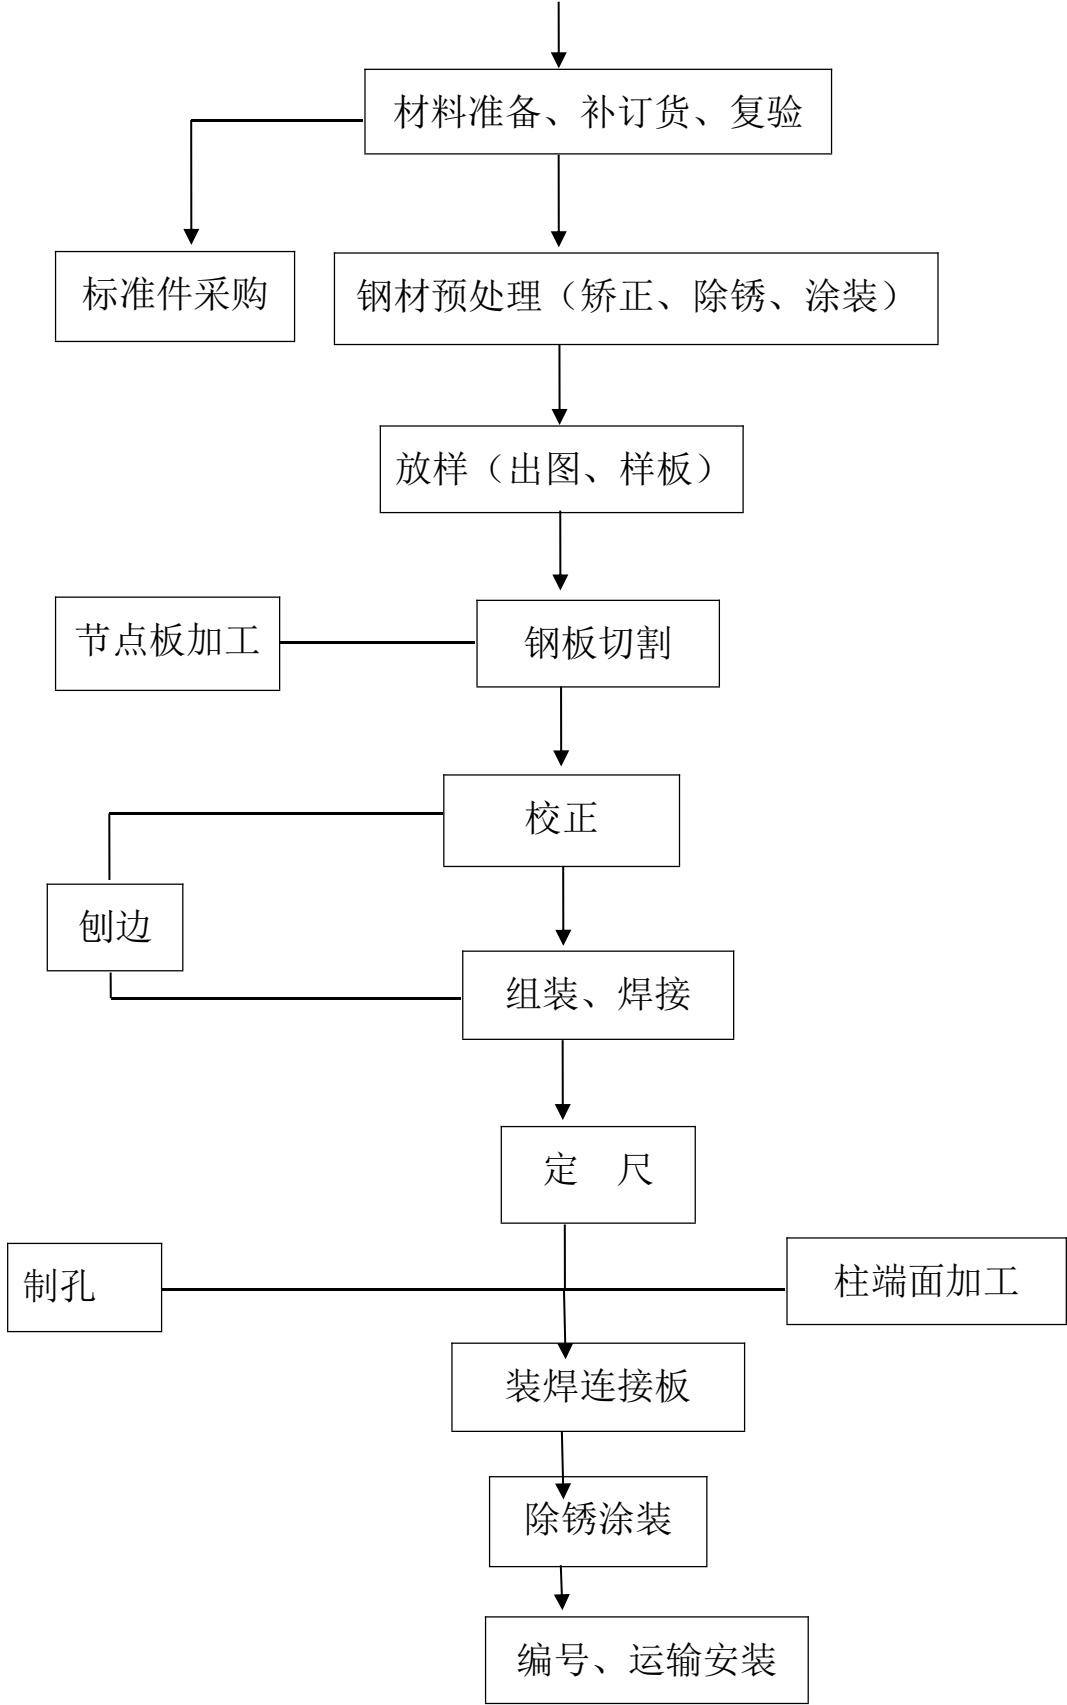 材料准备、补订货、复验
标准件采购
钢材预处理（矫正、除锈、涂装）
放样（出图、样板）
节点板加工
钢板切割
校正
刨边
组装、焊接
定　尺
制孔
柱端面加工
装焊连接板
除锈涂装
编号、运输安装